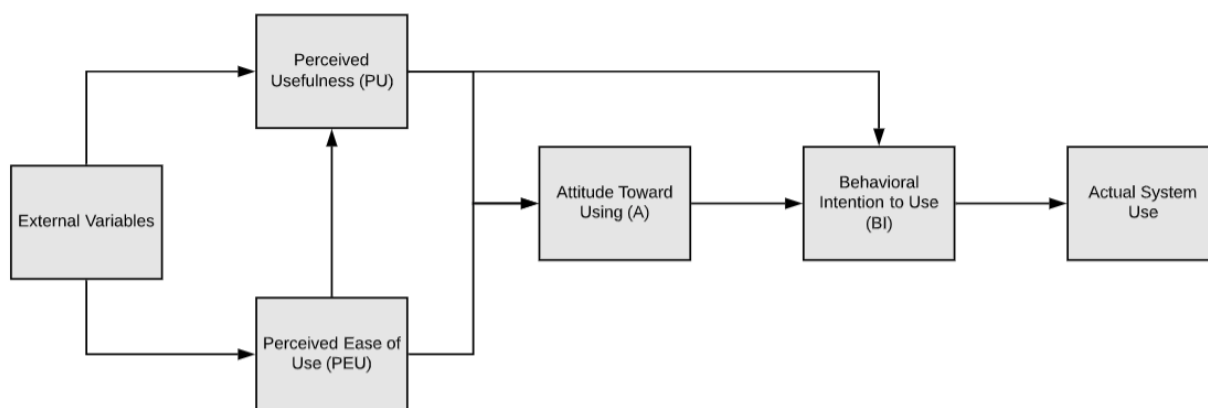 Perceived
Usefulness (PU)
External Variables
Perceived Ease of
Use (PEU)
Attitude Toward
Using (A)
Behavioral
Intention to Use
(BI)
Actual System
Use